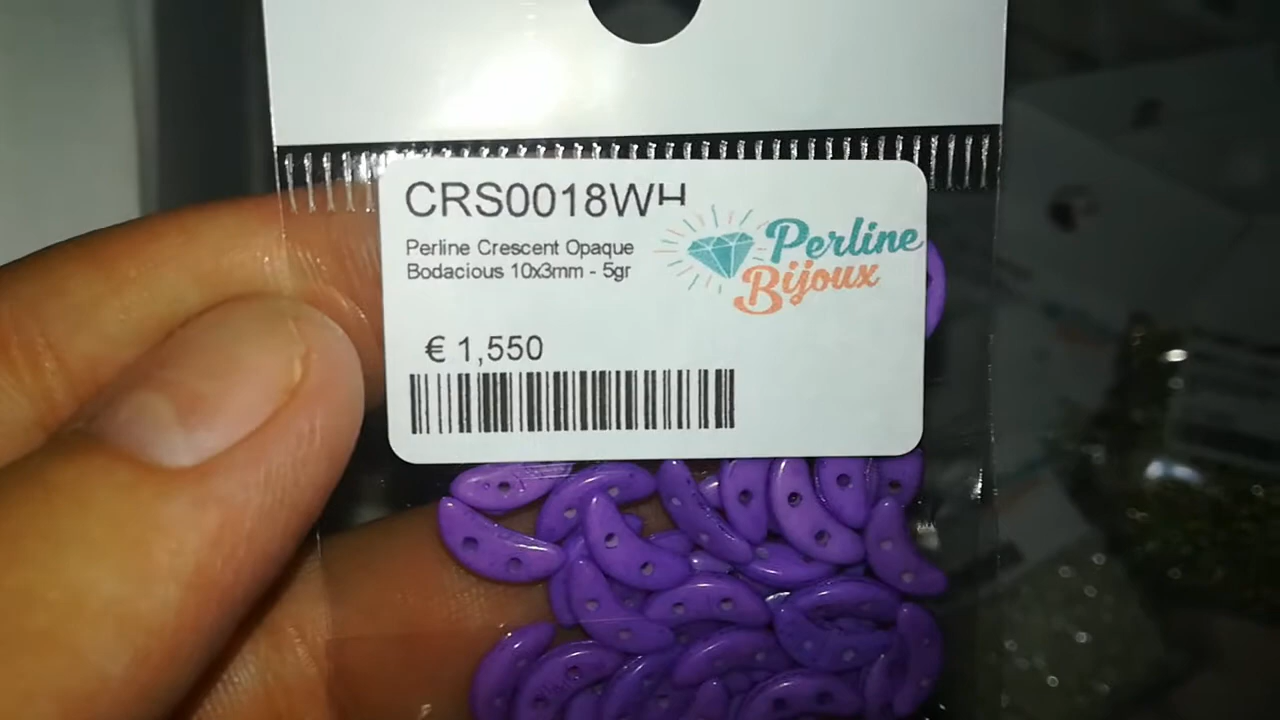 CRS0018WH
Perline Crescent Opaque
Bodacious 10x3mm - 5gr
Perline
Bijoux
€ 1,550